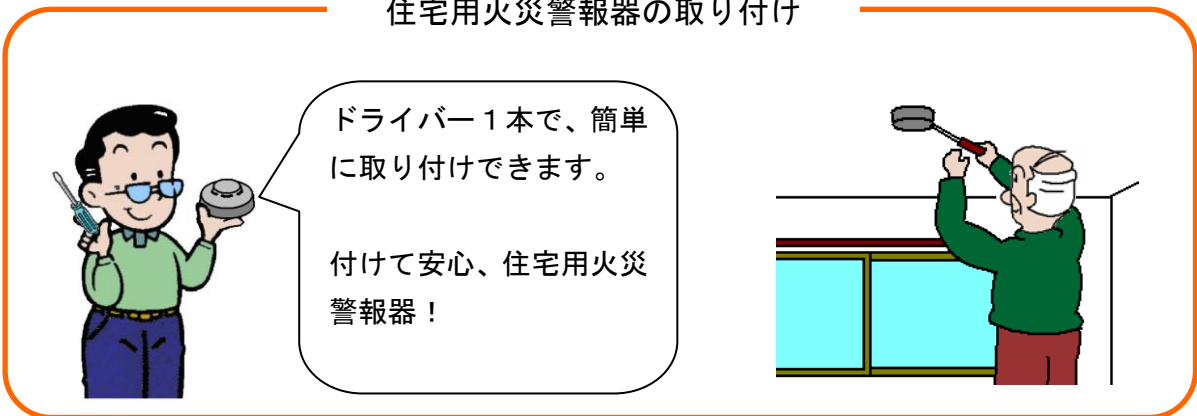 住宅用火災警報器の取り付け
ドライバー１本で、簡単
に取り付けできます。
付けて安心、住宅用火災
警報器！